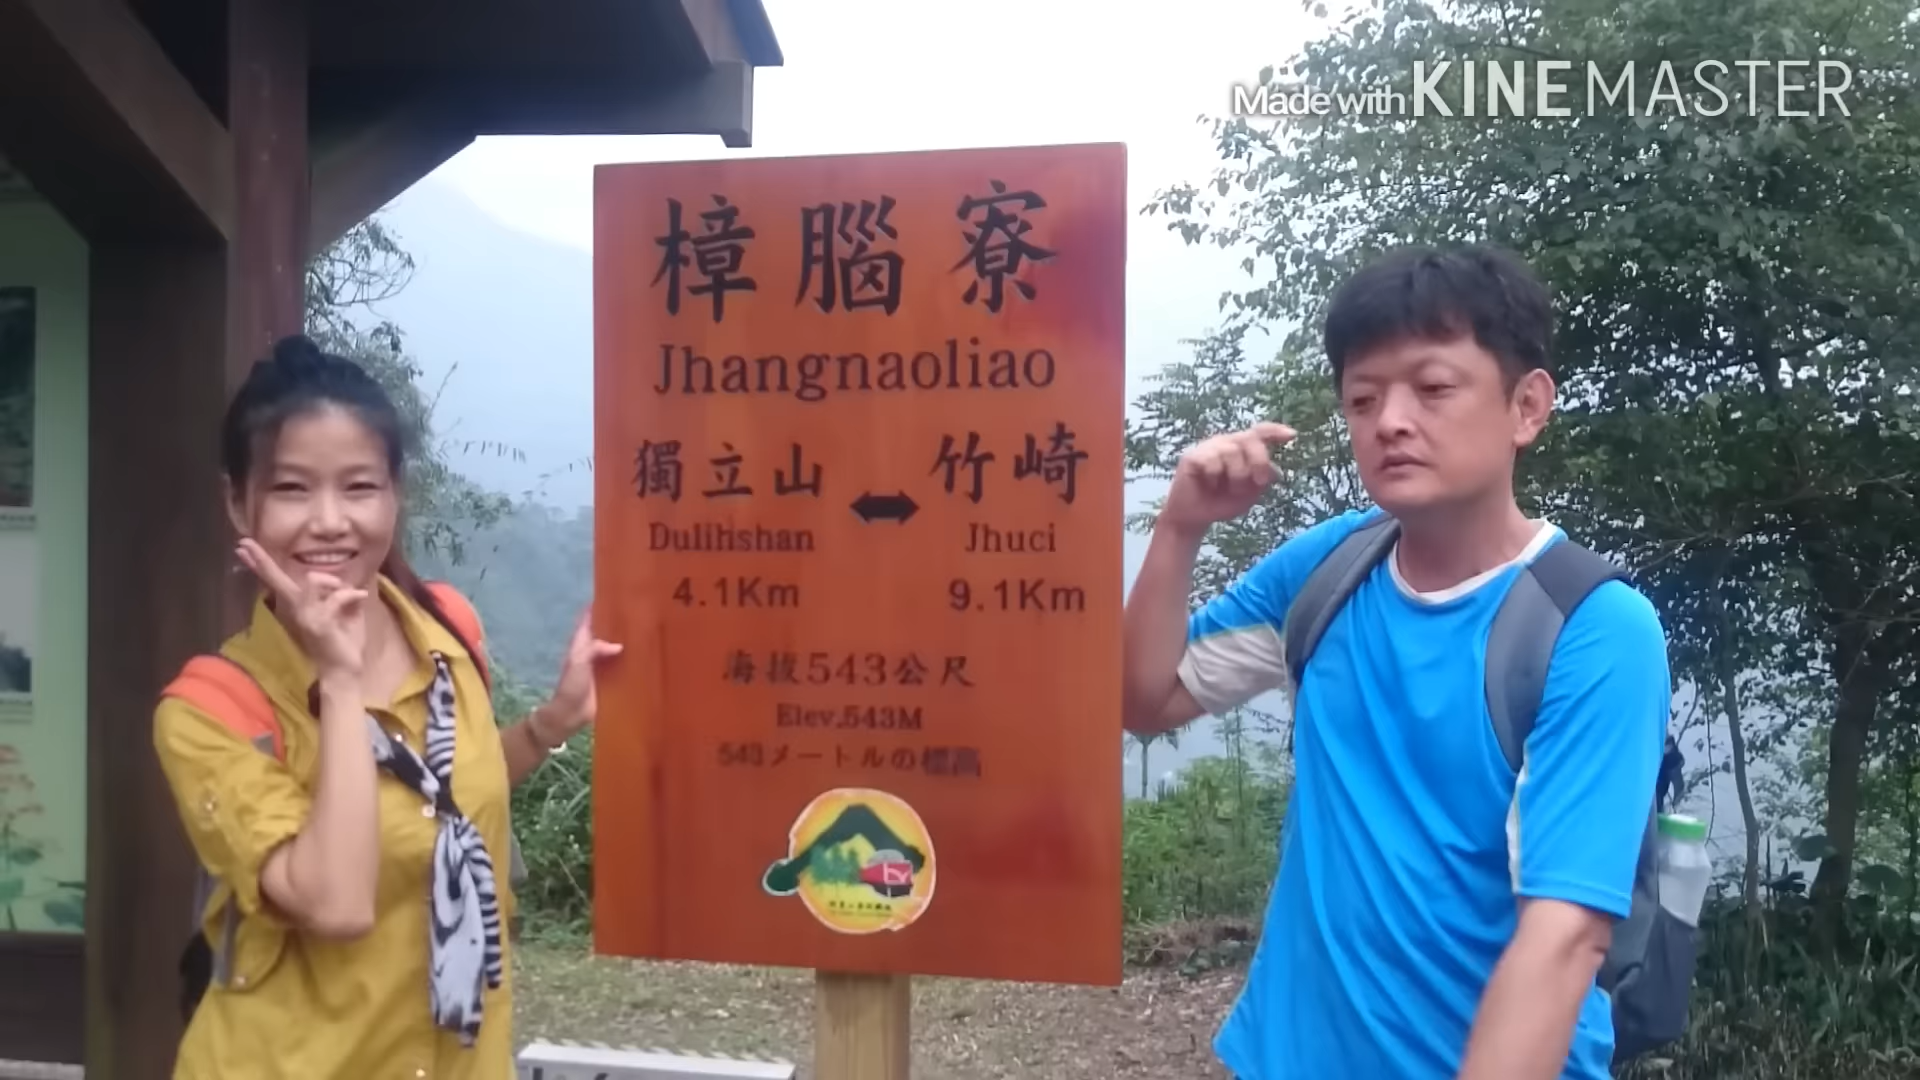 Made with KINEMASTER
樟腦寮
Jhangnaoliao
獨立山 竹崎
Dulihshan Jhuci
4.1Km 9.1Km
海拔543公尺
Elev.543M
543メートルの標高